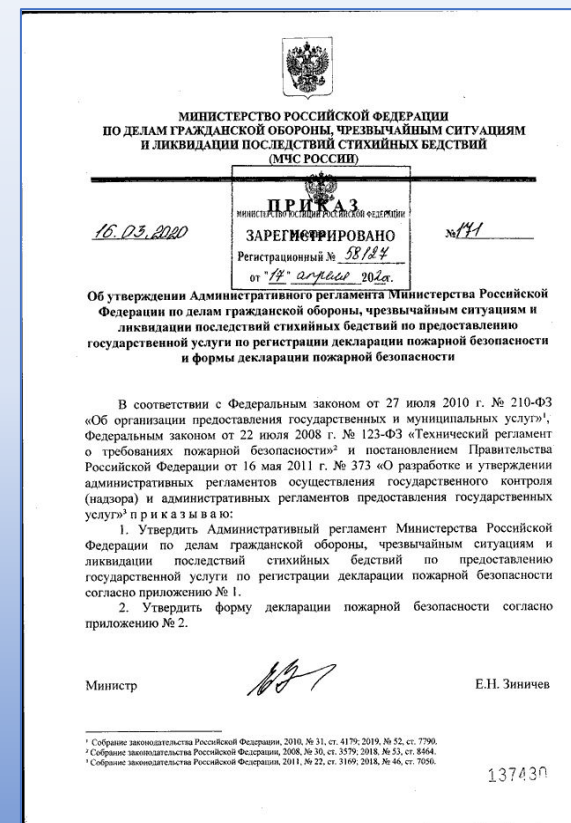 МИНИСТЕРСТВО РОССИЙСКОЙ ФЕДЕРАЦИИ
ПО ДЕЛАМ ГРАЖДАНСКОЙ ОБОРОНЫ, ЧРЕЗВЫЧАЙНЫМ СИТУАЦИЯМ
И ЛИКВИДАЦИИ ПОСЛЕДСТВИЙ СТИХИЙНЫХ БЕДСТВИЙ
(МЧС РОССИИ)
ПРИКАЗ
МИНИСТЕРСТВО ЮСТИЦИИ РОССИЙСКОЙ ФЕДЕРАЦИИ
16.03.2020
ЗАРЕГИСТРИРОВАНО
№171
Регистрационный № 58127
от "17" апреля 2020г.
Об утверждении Административного регламента Министерства Российской
Федерации по делам гражданской обороны, чрезвычайным ситуациям и
ликвидации последствий стихийных бедствий по предоставлению
государственной услуги по регистрации декларации пожарной безопасности
и формы декларации пожарной безопасности
В соответствии с Федеральным законом от 27 июля 2010 г. № 210-ФЗ
«Об организации предоставления государственных и муниципальных услуг»¹,
Федеральным законом от 22 июля 2008 г. № 123-ФЗ «Технический регламент
о требованиях пожарной безопасности»² и постановлением Правительства
Российской Федерации от 16 мая 2011 г. № 373 «О разработке и утверждении
административных регламентов осуществления государственного контроля
(надзора) и административных регламентов предоставления государственных
услуг»³ п р и к а з ы в а ю:
1. Утвердить Административный регламент Министерства Российской
Федерации по делам гражданской обороны, чрезвычайным ситуациям и
ликвидации последствий стихийных бедствий по предоставлению
государственной услуги по регистрации декларации пожарной безопасности
согласно приложению № 1.
2. Утвердить форму декларации пожарной безопасности согласно
приложению № 2.
Министр
Е.Н. Зиничев
¹ Собрание законодательства Российской Федерации, 2010, № 31, ст. 4179; 2019, № 52, ст. 7790.
² Собрание законодательства Российской Федерации, 2008, № 30, ст. 3579; 2018, № 53, ст. 8464.
³ Собрание законодательства Российской Федерации, 2011, № 22, ст. 3169; 2018, № 46, ст. 7050.
137430